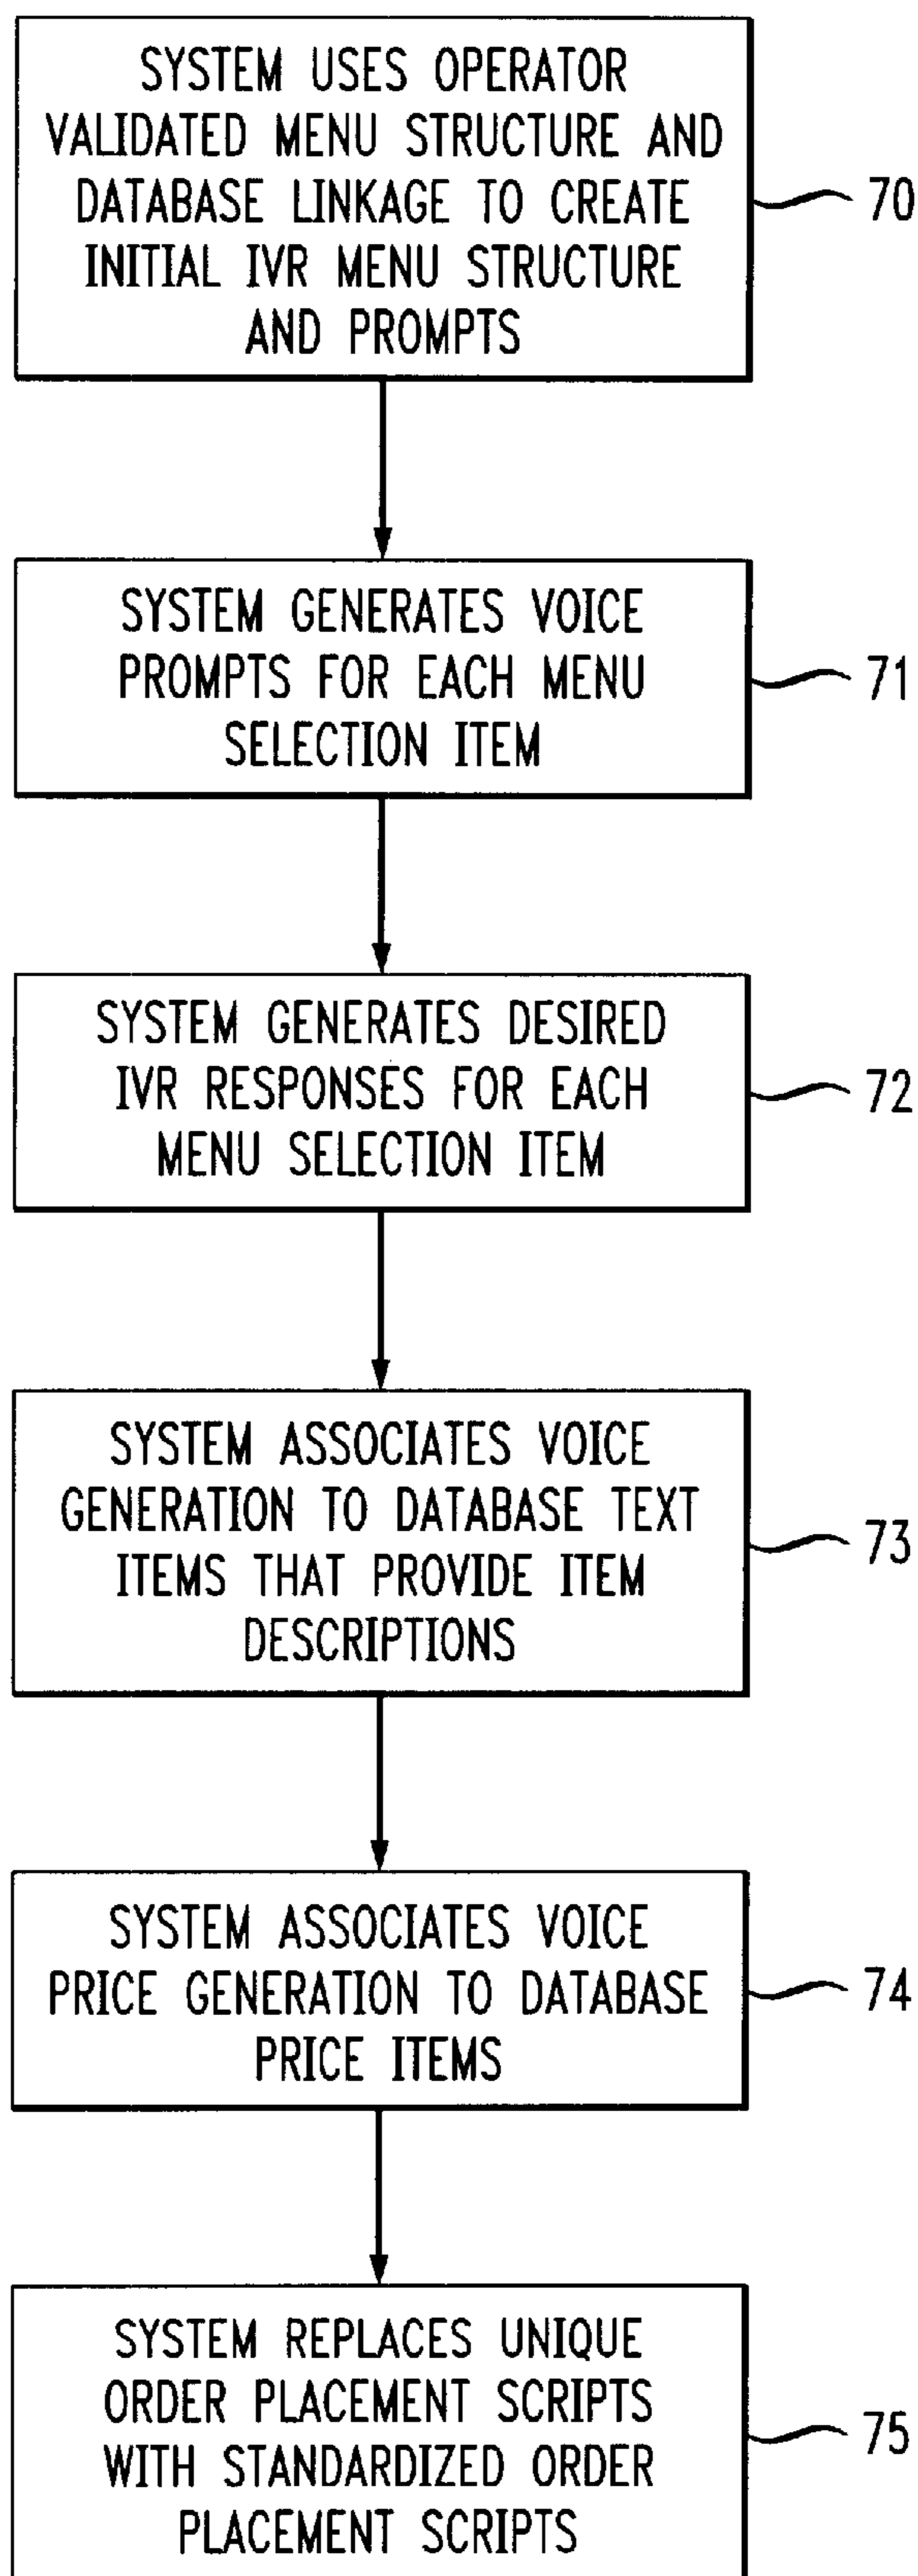 SYSTEM USES OPERATOR
VALIDATED MENU STRUCTURE AND
DATABASE LINKAGE TO CREATE
INITIAL IVR MENU STRUCTURE
AND PROMPTS
70
SYSTEM GENERATES VOICE
PROMPTS FOR EACH MENU
SELECTION ITEM
71
SYSTEM GENERATES DESIRED
IVR RESPONSES FOR EACH
MENU SELECTION ITEM
72
SYSTEM ASSOCIATES VOICE
GENERATION TO DATABASE TEXT
ITEMS THAT PROVIDE ITEM
DESCRIPTIONS
73
SYSTEM ASSOCIATES VOICE
PRICE GENERATION TO DATABASE
PRICE ITEMS
74
SYSTEM REPLACES UNIQUE
ORDER PLACEMENT SCRIPTS
WITH STANDARDIZED ORDER
PLACEMENT SCRIPTS
75